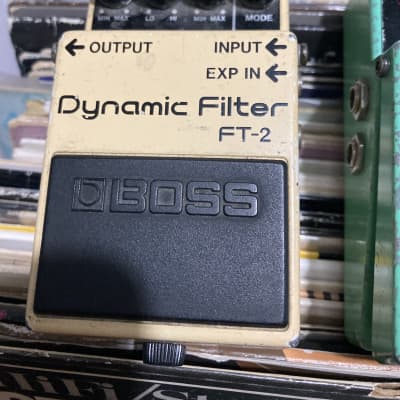 MIN MAX LO HI MIN MAX MODE
← OUTPUT INPUT ←
EXP IN ←
Dynamic Filter
FT-2
BOSS